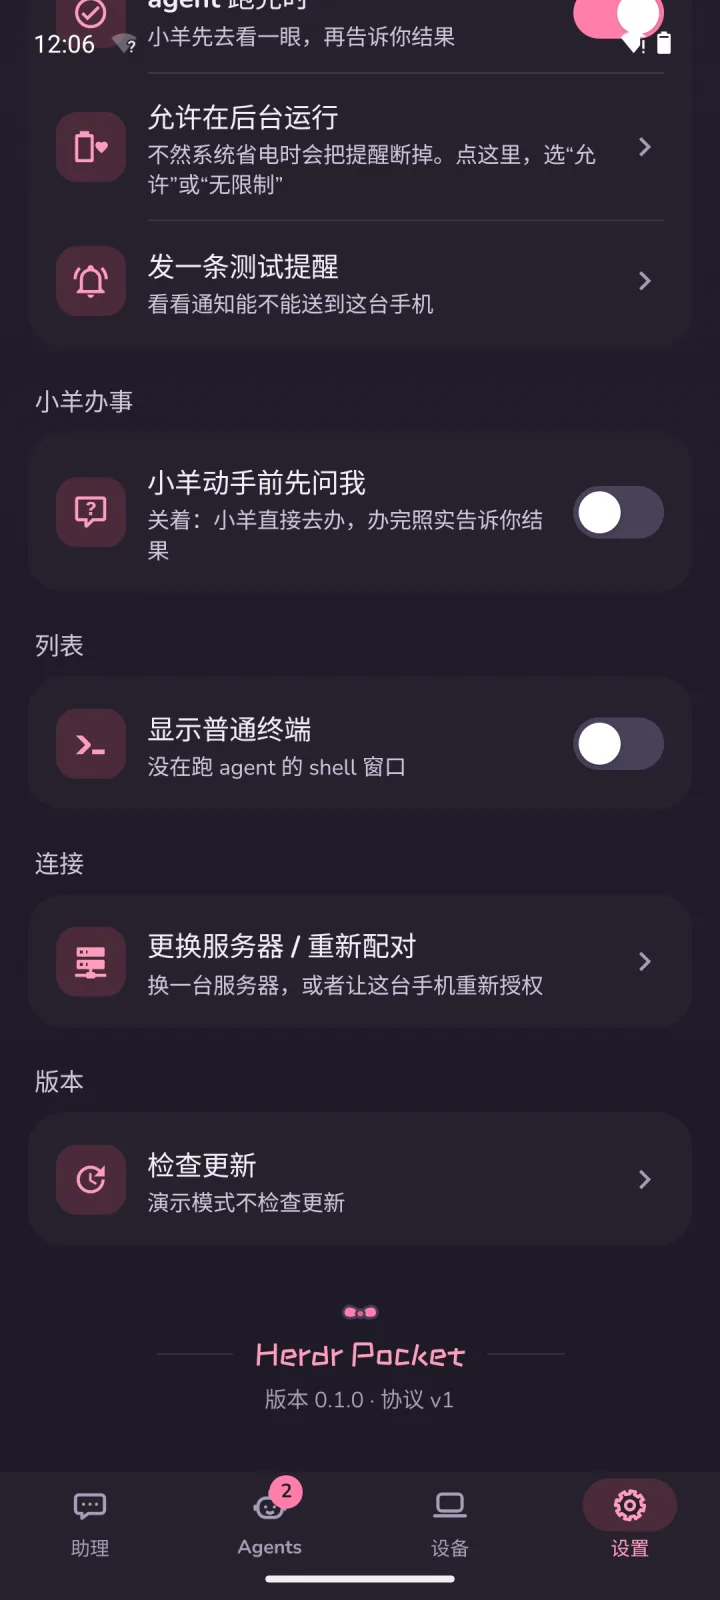 agent 跑完时
12:06
小羊先去看一眼，再告诉你结果
允许在后台运行
不然系统省电时会把提醒断掉。点这里，选“允
许”或“无限制”
发一条测试提醒
看看通知能不能送到这台手机
小羊办事
小羊动手前先问我
关着：小羊直接去办，办完照实告诉你结
果
列表
显示普通终端
没在跑 agent 的 shell 窗口
连接
更换服务器 / 重新配对
换一台服务器，或者让这台手机重新授权
版本
检查更新
演示模式不检查更新
Herdr Pocket
版本 0.1.0 · 协议 v1
2
助理
Agents
设备
设置